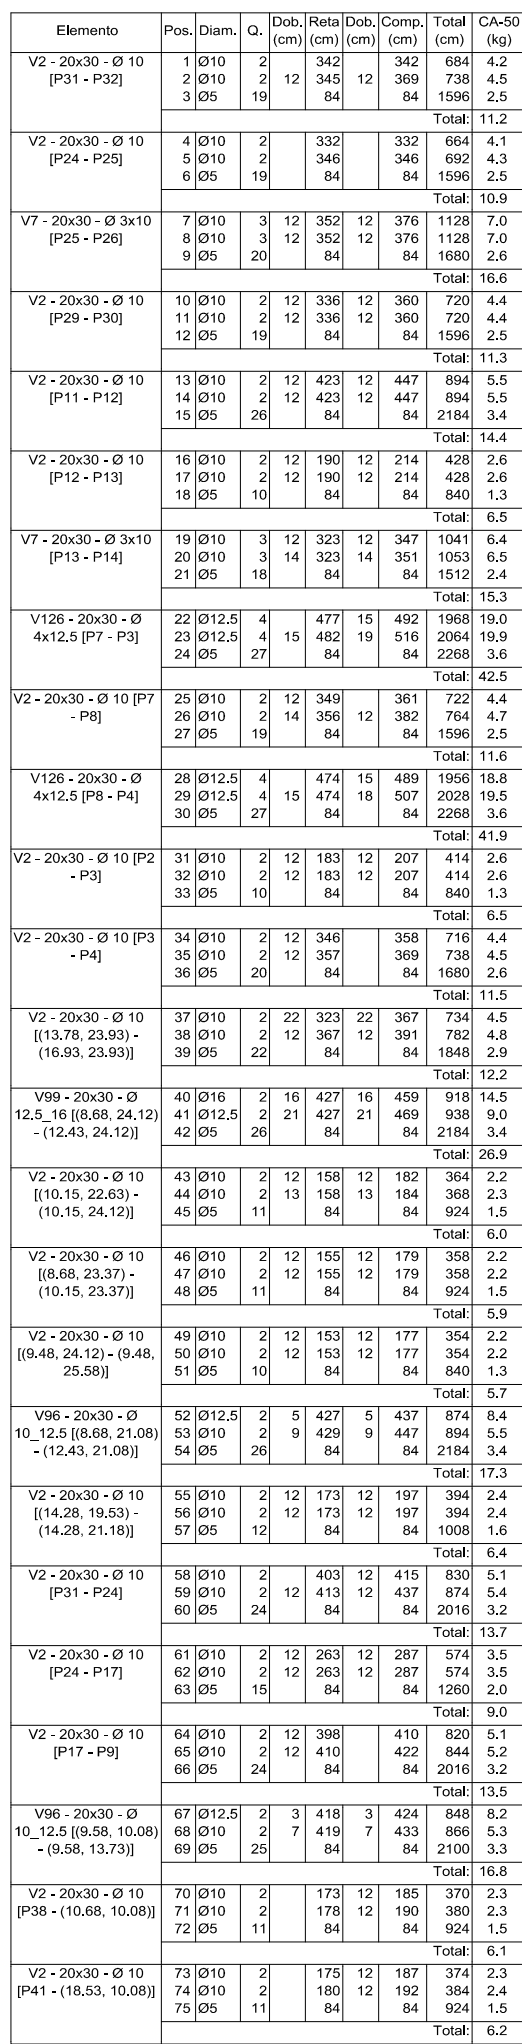 Elemento Pos. Diam. Q. Dob. (cm) Reta (cm) Dob. (cm) Comp. (cm) Total (cm) CA-50 (kg)
V2 - 20x30 - Ø 10 1 Ø10 2 342 342 684 4.2
[P31 - P32] 2 Ø10 2 12 345 12 369 738 4.5
3 Ø5 19 84 84 1596 2.5
Total: 11.2
V2 - 20x30 - Ø 10 4 Ø10 2 332 332 664 4.1
[P24 - P25] 5 Ø10 2 346 346 692 4.3
6 Ø5 19 84 84 1596 2.5
Total: 10.9
V7 - 20x30 - Ø 3x10 7 Ø10 3 12 352 12 376 1128 7.0
[P25 - P26] 8 Ø10 3 12 352 12 376 1128 7.0
9 Ø5 20 84 84 1680 2.6
Total: 16.6
V2 - 20x30 - Ø 10 10 Ø10 2 12 336 12 360 720 4.4
[P29 - P30] 11 Ø10 2 12 336 12 360 720 4.4
12 Ø5 19 84 84 1596 2.5
Total: 11.3
V2 - 20x30 - Ø 10 13 Ø10 2 12 423 12 447 894 5.5
[P11 - P12] 14 Ø10 2 12 423 12 447 894 5.5
15 Ø5 26 84 84 2184 3.4
Total: 14.4
V2 - 20x30 - Ø 10 16 Ø10 2 12 190 12 214 428 2.6
[P12 - P13] 17 Ø10 2 12 190 12 214 428 2.6
18 Ø5 10 84 84 840 1.3
Total: 6.5
V7 - 20x30 - Ø 3x10 19 Ø10 3 12 323 12 347 1041 6.4
[P13 - P14] 20 Ø10 3 14 323 14 351 1053 6.5
21 Ø5 18 84 84 1512 2.4
Total: 15.3
V126 - 20x30 - Ø 22 Ø12.5 4 477 15 492 1968 19.0
4x12.5 [P7 - P3] 23 Ø12.5 4 15 482 19 516 2064 19.9
24 Ø5 27 84 84 2268 3.6
Total: 42.5
V2 - 20x30 - Ø 10 [P7 25 Ø10 2 12 349 361 722 4.4
- P8] 26 Ø10 2 14 356 12 382 764 4.7
27 Ø5 19 84 84 1596 2.5
Total: 11.6
V126 - 20x30 - Ø 28 Ø12.5 4 474 15 489 1956 18.8
4x12.5 [P8 - P4] 29 Ø12.5 4 15 474 18 507 2028 19.5
30 Ø5 27 84 84 2268 3.6
Total: 41.9
V2 - 20x30 - Ø 10 [P2 31 Ø10 2 12 183 12 207 414 2.6
- P3] 32 Ø10 2 12 183 12 207 414 2.6
33 Ø5 10 84 84 840 1.3
Total: 6.5
V2 - 20x30 - Ø 10 [P3 34 Ø10 2 12 346 358 716 4.4
- P4] 35 Ø10 2 12 357 369 738 4.5
36 Ø5 20 84 84 1680 2.6
Total: 11.5
V2 - 20x30 - Ø 10 37 Ø10 2 22 323 22 367 734 4.5
[(13.78, 23.93) - 38 Ø10 2 12 367 12 391 782 4.8
(16.93, 23.93)] 39 Ø5 22 84 84 1848 2.9
Total: 12.2
V99 - 20x30 - Ø 40 Ø16 2 16 427 16 459 918 14.5
12.5_16 [(8.68, 24.12) 41 Ø12.5 2 21 427 21 469 938 9.0
- (12.43, 24.12)] 42 Ø5 26 84 84 2184 3.4
Total: 26.9
V2 - 20x30 - Ø 10 43 Ø10 2 12 158 12 182 364 2.2
[(10.15, 22.63) - 44 Ø10 2 13 158 13 184 368 2.3
(10.15, 24.12)] 45 Ø5 11 84 84 924 1.5
Total: 6.0
V2 - 20x30 - Ø 10 46 Ø10 2 12 155 12 179 358 2.2
[(8.68, 23.37) - 47 Ø10 2 12 155 12 179 358 2.2
(10.15, 23.37)] 48 Ø5 11 84 84 924 1.5
Total: 5.9
V2 - 20x30 - Ø 10 49 Ø10 2 12 153 12 177 354 2.2
[(9.48, 24.12) - (9.48, 50 Ø10 2 12 153 12 177 354 2.2
25.58)] 51 Ø5 10 84 84 840 1.3
Total: 5.7
V96 - 20x30 - Ø 52 Ø12.5 2 5 427 5 437 874 8.4
10_12.5 [(8.68, 21.08) 53 Ø10 2 9 429 9 447 894 5.5
- (12.43, 21.08)] 54 Ø5 26 84 84 2184 3.4
Total: 17.3
V2 - 20x30 - Ø 10 55 Ø10 2 12 173 12 197 394 2.4
[(14.28, 19.53) - 56 Ø10 2 12 173 12 197 394 2.4
(14.28, 21.18)] 57 Ø5 12 84 84 1008 1.6
Total: 6.4
V2 - 20x30 - Ø 10 58 Ø10 2 403 12 415 830 5.1
[P31 - P24] 59 Ø10 2 12 413 12 437 874 5.4
60 Ø5 24 84 84 2016 3.2
Total: 13.7
V2 - 20x30 - Ø 10 61 Ø10 2 12 263 12 287 574 3.5
[P24 - P17] 62 Ø10 2 12 263 12 287 574 3.5
63 Ø5 15 84 84 1260 2.0
Total: 9.0
V2 - 20x30 - Ø 10 64 Ø10 2 12 398 410 820 5.1
[P17 - P9] 65 Ø10 2 12 410 422 844 5.2
66 Ø5 24 84 84 2016 3.2
Total: 13.5
V96 - 20x30 - Ø 67 Ø12.5 2 3 418 3 424 848 8.2
10_12.5 [(9.58, 10.08) 68 Ø10 2 7 419 7 433 866 5.3
- (9.58, 13.73)] 69 Ø5 25 84 84 2100 3.3
Total: 16.8
V2 - 20x30 - Ø 10 70 Ø10 2 173 12 185 370 2.3
[P38 - (10.68, 10.08)] 71 Ø10 2 178 12 190 380 2.3
72 Ø5 11 84 84 924 1.5
Total: 6.1
V2 - 20x30 - Ø 10 73 Ø10 2 175 12 187 374 2.3
[P41 - (18.53, 10.08)] 74 Ø10 2 180 12 192 384 2.4
75 Ø5 11 84 84 924 1.5
Total: 6.2